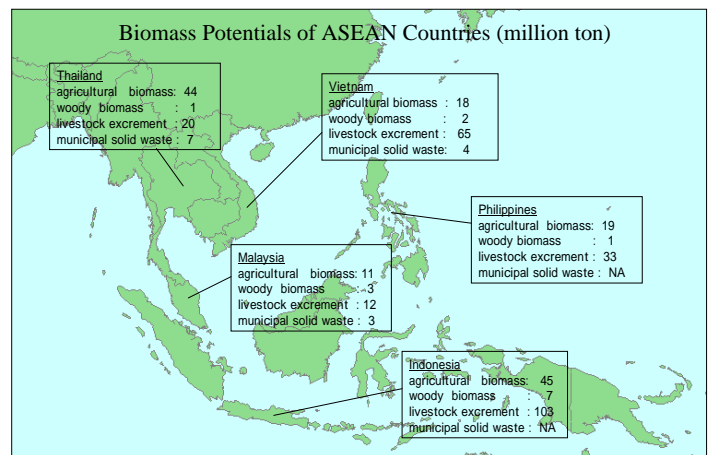 Biomass Potentials of ASEAN Countries (million ton)
Thailand
agricultural biomass: 44
woody biomass : 1
livestock excrement : 20
municipal solid waste : 7
Vietnam
agricultural biomass : 18
woody biomass : 2
livestock excrement : 65
municipal solid waste: 4
Philippines
agricultural biomass: 19
woody biomass : 1
livestock excrement : 33
municipal solid waste : NA
Malaysia
agricultural biomass: 11
woody biomass : 3
livestock excrement : 12
municipal solid waste : 3
Indonesia
agricultural biomass: 45
woody biomass : 7
livestock excrement : 103
municipal solid waste : NA